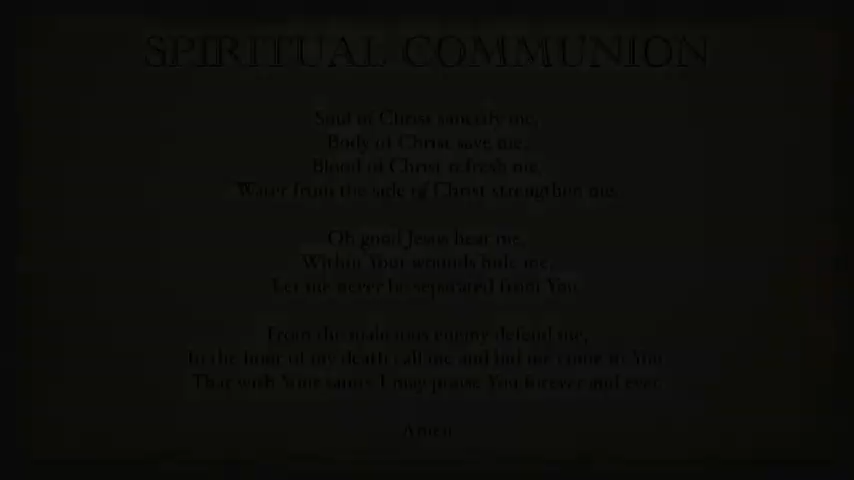 SPIRITUAL COMMUNION
Soul of Christ sanctify me,
Body of Christ save me,
Blood of Christ refresh me,
Water from the side of Christ strengthen me.
Oh good Jesus hear me,
Within Your wounds hide me,
Let me never be separated from You.
From the malicious enemy defend me,
In the hour of my death call me and bid me come to You,
That with Your saints I may praise You forever and ever.
Amen